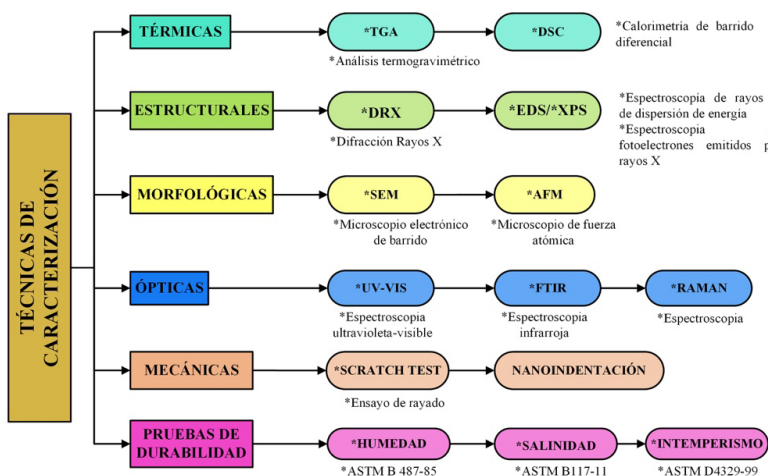 TÉCNICAS DE
CARACTERIZACIÓN
TÉRMICAS
*TGA
*Análisis termogravimétrico
*DSC
*Calorimetría de barrido
diferencial
ESTRUCTURALES
*DRX
*Difracción Rayos X
*EDS/*XPS
*Espectroscopia de rayos
de dispersión de energía
*Espectroscopia
fotoelectrones emitidos p
rayos X
MORFOLÓGICAS
*SEM
*Microscopio electrónico
de barrido
*AFM
*Microscopio de fuerza
atómica
ÓPTICAS
*UV-VIS
*Espectroscopia
ultravioleta-visible
*FTIR
*Espectroscopia
infrarroja
*RAMAN
*Espectroscopia
MECÁNICAS
*SCRATCH TEST
*Ensayo de rayado
NANOINDENTACIÓN
PRUEBAS DE
DURABILIDAD
*HUMEDAD
*ASTM B 487-85
*SALINIDAD
*ASTM B117-11
*INTEMPERISMO
*ASTM D4329-99